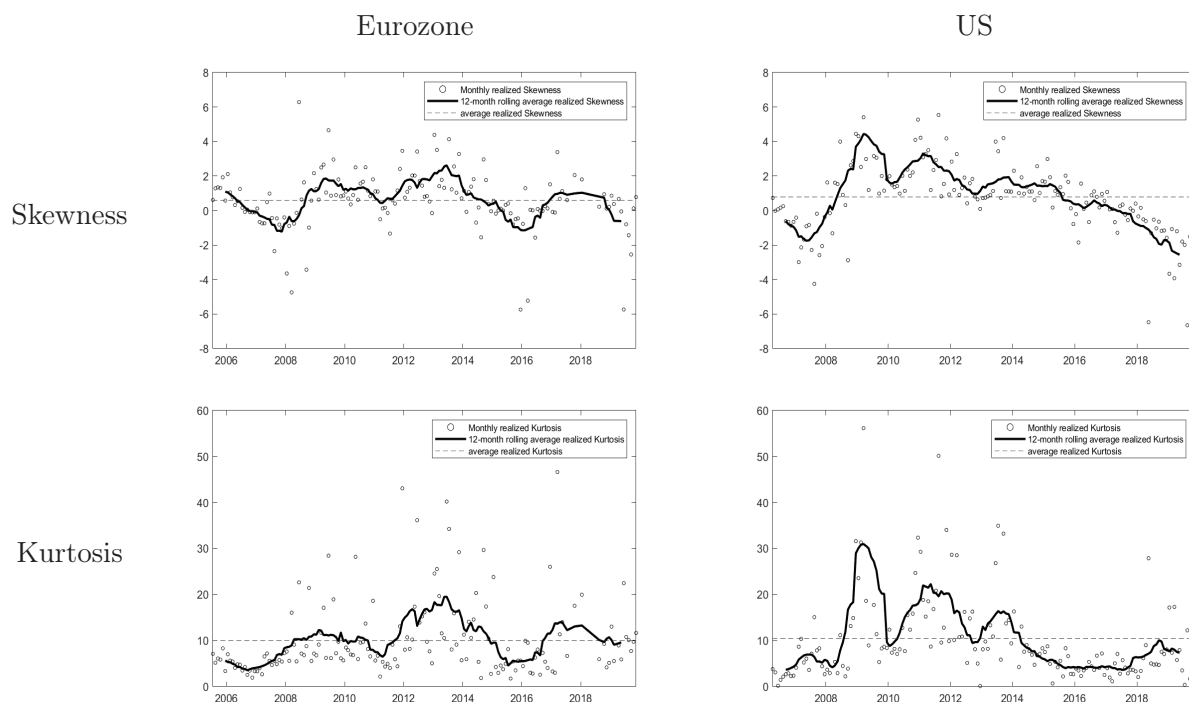 Eurozone
US
Skewness
8
6
4
2
0
-2
-4
-6
-8
2006 2008 2010 2012 2014 2016 2018
Monthly realized Skewness
12-month rolling average realized Skewness
average realized Skewness
8
6
4
2
0
-2
-4
-6
-8
2008 2010 2012 2014 2016 2018
Monthly realized Skewness
12-month rolling average realized Skewness
average realized Skewness
Kurtosis
60
50
40
30
20
10
0
2006 2008 2010 2012 2014 2016 2018
Monthly realized Kurtosis
12-month rolling average realized Kurtosis
average realized Kurtosis
60
50
40
30
20
10
0
2008 2010 2012 2014 2016 2018
Monthly realized Kurtosis
12-month rolling average realized Kurtosis
average realized Kurtosis